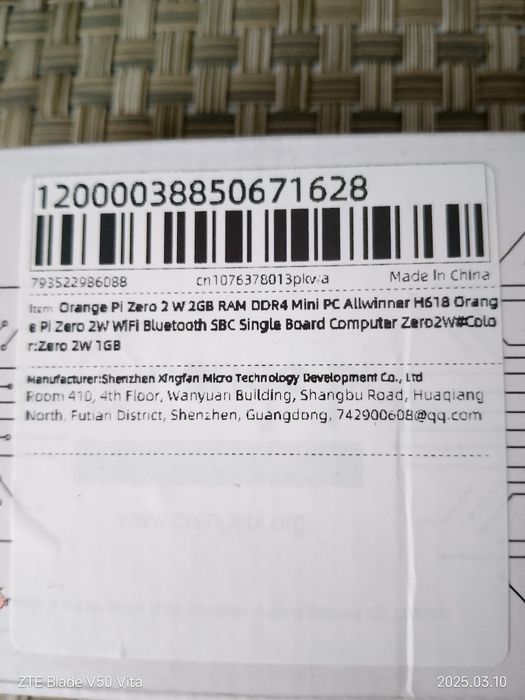 12000038850671628
793522986088 cn1076378013pkvva Made In China
Item: Orange Pi Zero 2 W 2GB RAM DDR4 Mini PC Allwinner H618 Orang
e Pi Zero 2W WiFi Bluetooth SBC Single Board Computer Zero2W#Colo
r:Zero 2W 1GB
Manufacturer:Shenzhen Xingfan Micro Technology Development Co., Ltd
Room 410, 4th Floor, Wanyuan Building, Shangbu Road, Huaqiang
North, Futian District, Shenzhen, Guangdong, 742900608@qq.com
www.orangepi.org
ZTE Blade V50 Vita 2025.03.10